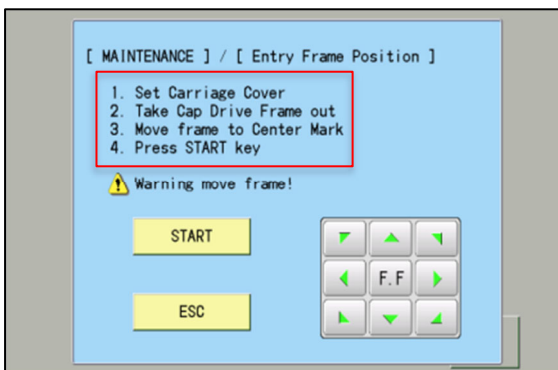 [ MAINTENANCE ] / [ Entry Frame Position ]
1. Set Carriage Cover
2. Take Cap Drive Frame out
3. Move frame to Center Mark
4. Press START key
Warning move frame!
START
F.F
ESC